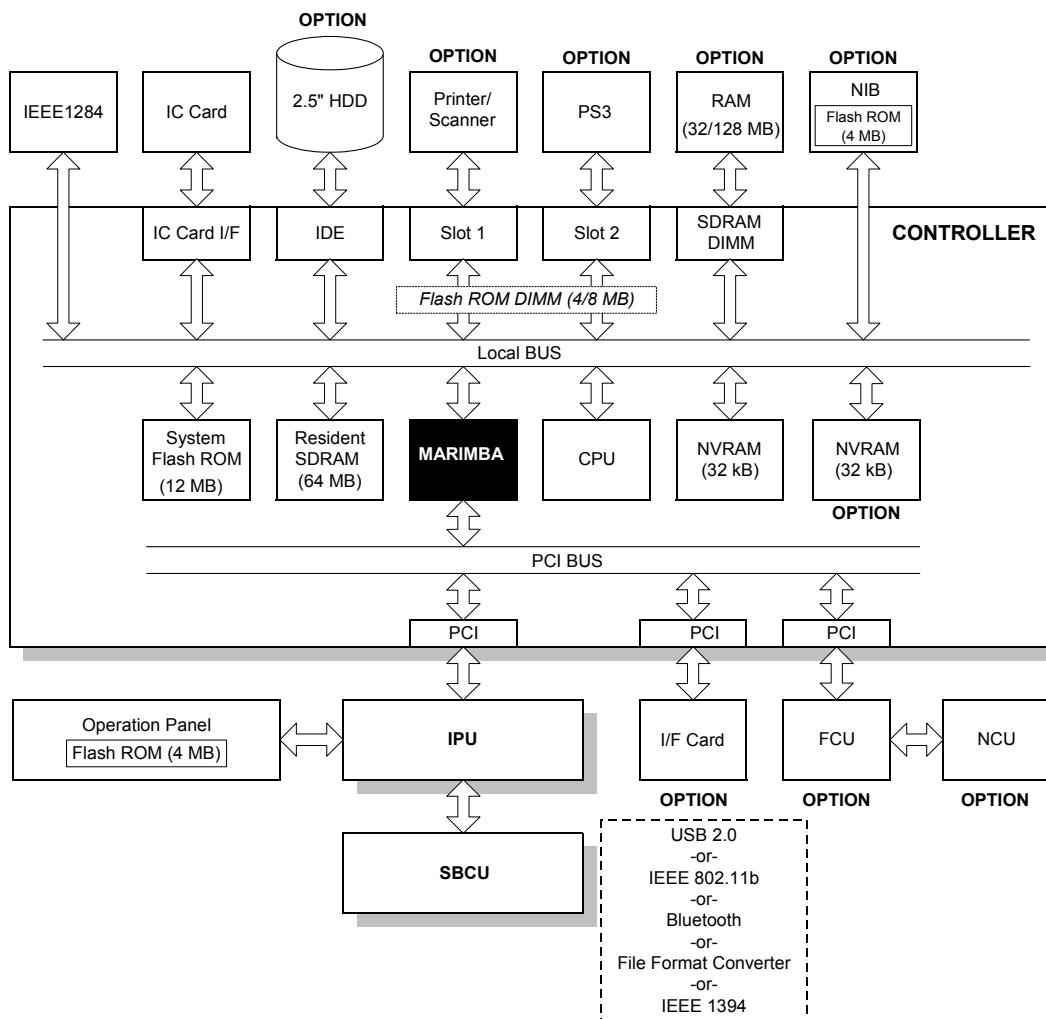 OPTION
OPTION
OPTION
OPTION
OPTION
IEEE1284
IC Card
2.5" HDD
Printer/
Scanner
PS3
RAM
(32/128 MB)
NIB
Flash ROM
(4 MB)
IC Card I/F
IDE
Slot 1
Slot 2
SDRAM
DIMM
CONTROLLER
Flash ROM DIMM (4/8 MB)
Local BUS
System
Flash ROM
(12 MB)
Resident
SDRAM
(64 MB)
MARIMBA
CPU
NVRAM
(32 kB)
NVRAM
(32 kB)
OPTION
PCI BUS
PCI
PCI
PCI
Operation Panel
Flash ROM (4 MB)
IPU
I/F Card
FCU
NCU
OPTION
OPTION
OPTION
SBCU
USB 2.0
-or-
IEEE 802.11b
-or-
Bluetooth
-or-
File Format Converter
-or-
IEEE 1394